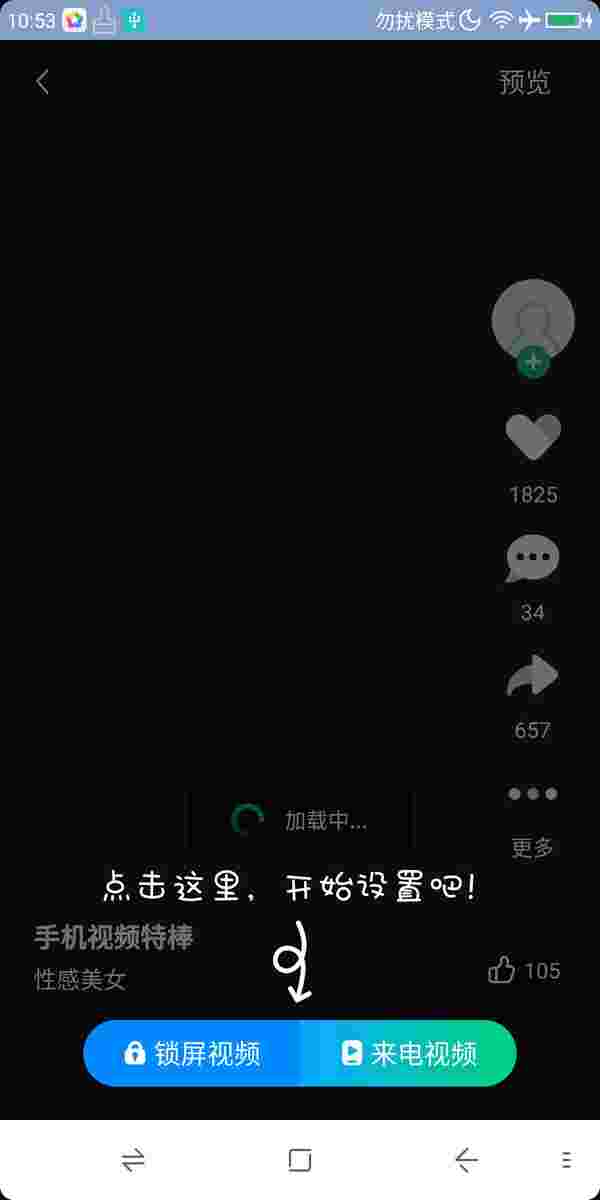 10:53
勿扰模式
预览
1825
34
657
加载中...
更多
点击这里，开始设置吧！
手机视频特棒
性感美女
105
锁屏视频
来电视频